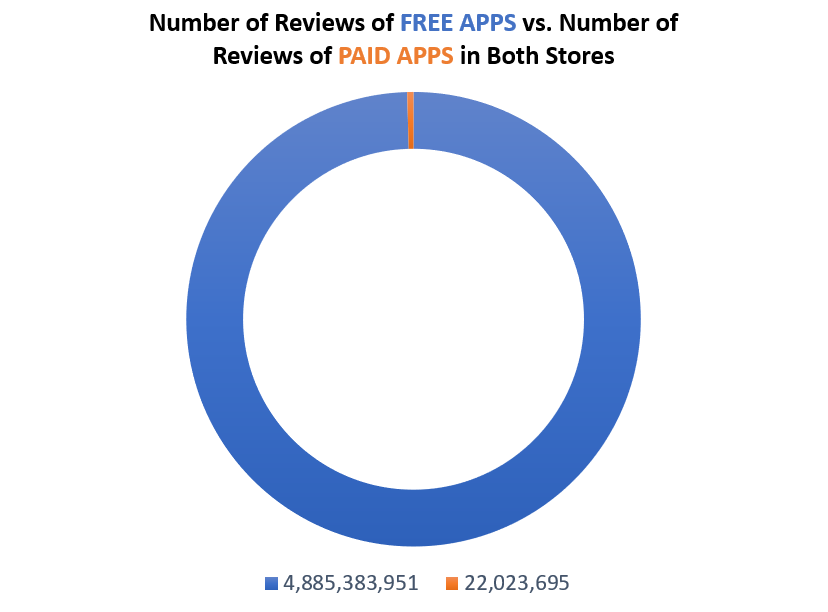 Number of Reviews of FREE APPS vs. Number of
Reviews of PAID APPS in Both Stores
4,885,383,951 22,023,695